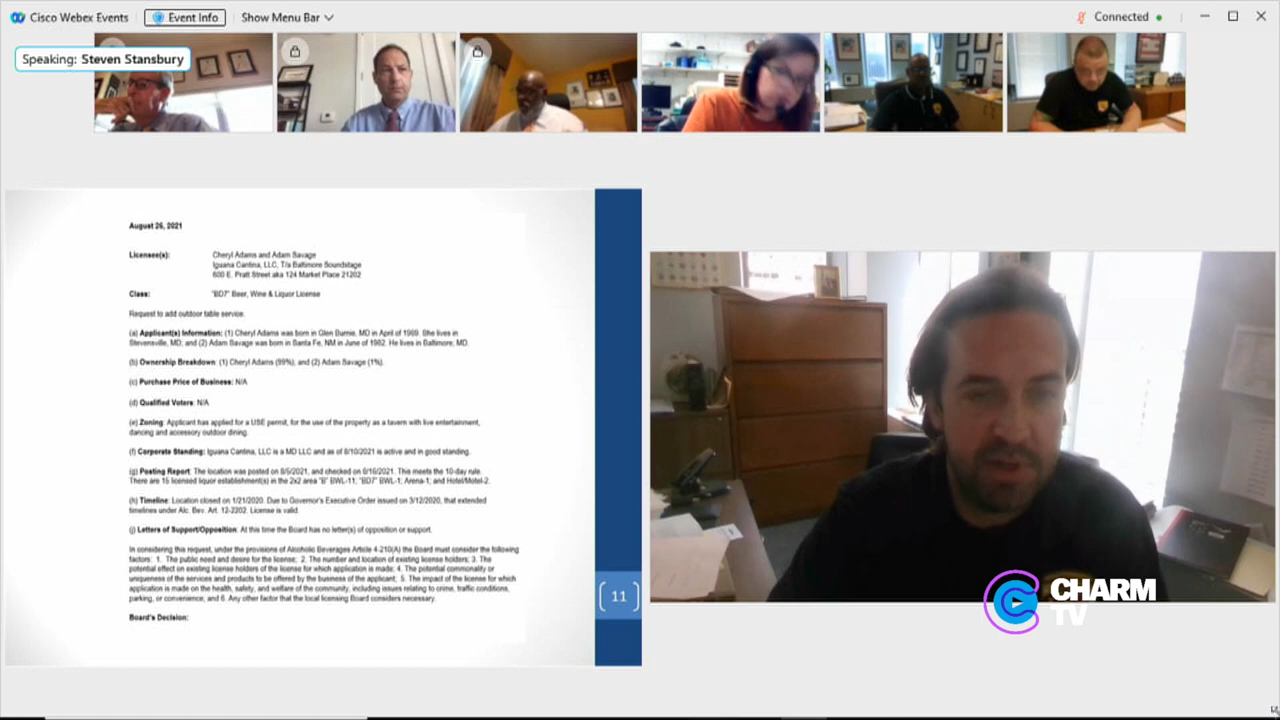 Cisco Webex Events
Event Info
Show Menu Bar
Connected
Speaking: Steven Stansbury
August 26, 2021
Licensee(s): Cheryl Adams and Adam Savage
Iguana Cantina, LLC, T/a Baltimore Soundstage
600 E. Pratt Street aka 124 Market Place 21202
Class: "BD7" Beer, Wine & Liquor License
Request to add outdoor table service.
(a) Applicant(s) Information: (1) Cheryl Adams was born in Glen Burnie, MD in April of 1969. She lives in
Stevensville, MD; and (2) Adam Savage was born in Santa Fe, NM in June of 1982. He lives in Baltimore, MD.
(b) Ownership Breakdown: (1) Cheryl Adams (99%), and (2) Adam Savage (1%).
(c) Purchase Price of Business: N/A
(d) Qualified Voters: N/A
(e) Zoning: Applicant has applied for a USE permit, for the use of the property as a tavern with live entertainment,
dancing and accessory outdoor dining.
(f) Corporate Standing: Iguana Cantina, LLC is a MD LLC and as of 8/10/2021 is active and in good standing.
(g) Posting Report: The location was posted on 8/5/2021, and checked on 8/16/2021. This meets the 10-day rule.
There are 15 licensed liquor establishment(s) in the 2x2 area "B" BWL-11; "BD7" BWL-1; Arena-1; and Hotel/Motel-2.
(h) Timeline: Location closed on 1/21/2020. Due to Governor's Executive Order issued on 3/12/2020, that extended
timelines under Alc. Bev. Art. 12-2202. License is valid.
(j) Letters of Support/Opposition: At this time the Board has no letter(s) of opposition or support.
In considering this request, under the provisions of Alcoholic Beverages Article 4-210(A) the Board must consider the following
factors: 1. The public need and desire for the license; 2. The number and location of existing license holders; 3. The
potential effect on existing license holders of the license for which application is made; 4. The potential commonality or
uniqueness of the services and products to be offered by the business of the applicant; 5. The impact of the license for which
application is made on the health, safety, and welfare of the community, including issues relating to crime, traffic conditions,
parking, or convenience; and 6. Any other factor that the local licensing Board considers necessary.
Board's Decision:
11
CHARM
TV